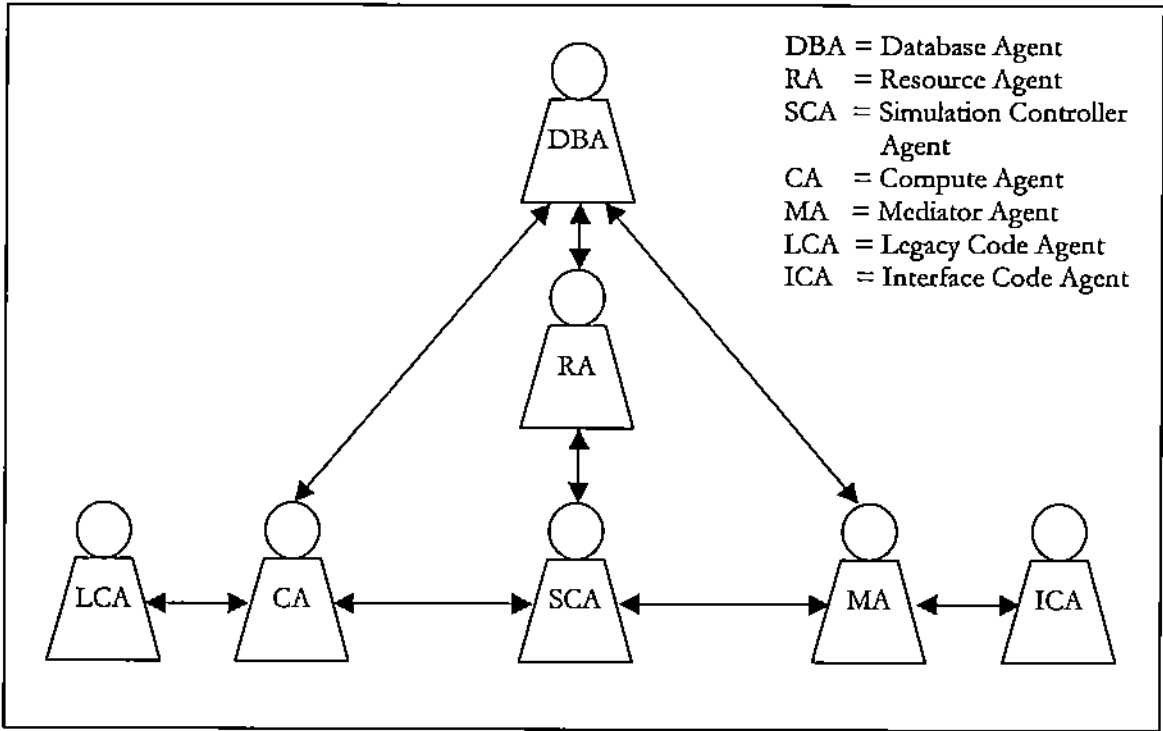 DBA = Database Agent
RA = Resource Agent
SCA = Simulation Controller
Agent
CA = Compute Agent
MA = Mediator Agent
LCA = Legacy Code Agent
ICA = Interface Code Agent
DBA
RA
LCA CA SCA MA ICA